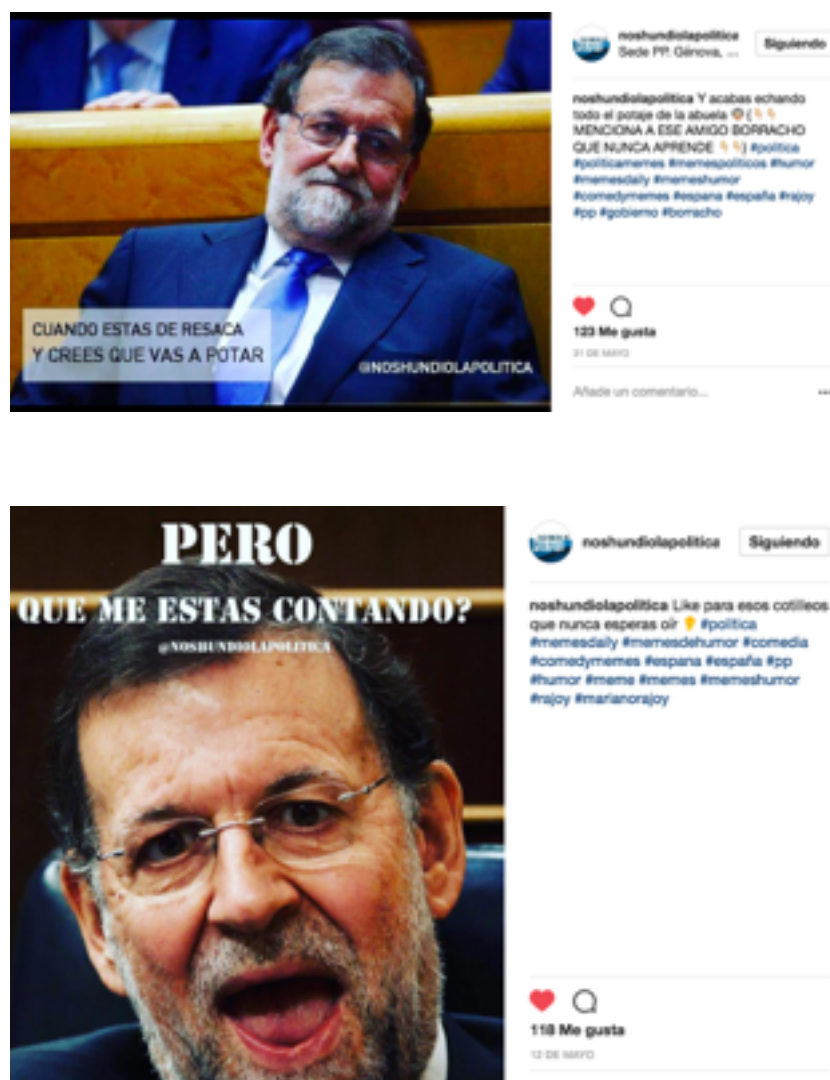 CUANDO ESTAS DE RESACA
Y CREES QUE VAS A POTAR
@NOSHUNDIOLAPOLITICA
noshundiolapolitica
Sede PP. Génova, ...
Siguiendo
noshundiolapolitica Y acabas echando
todo el potaje de la abuela 👵🏼 (👇🏼👇🏼
MENCIONA A ESE AMIGO BORRACHO
QUE NUNCA APRENDE 👇🏼👇🏼) #politica
#politicamemes #memespoliticos #humor
#memesdaily #memeshumor
#comedymemes #espana #españa #rajoy
#pp #gobierno #borracho
123 Me gusta
31 DE MAYO
Añade un comentario...
PERO
QUE ME ESTAS CONTANDO?
@NOSHUNDIOLAPOLITICA
noshundiolapolitica
Siguiendo
noshundiolapolitica Like para esos cotilleos
que nunca esperas oír 👂 #politica
#memesdaily #memesdehumor #comedia
#comedymemes #espana #españa #pp
#humor #meme #memes #memeshumor
#rajoy #marianorajoy
118 Me gusta
12 DE MAYO